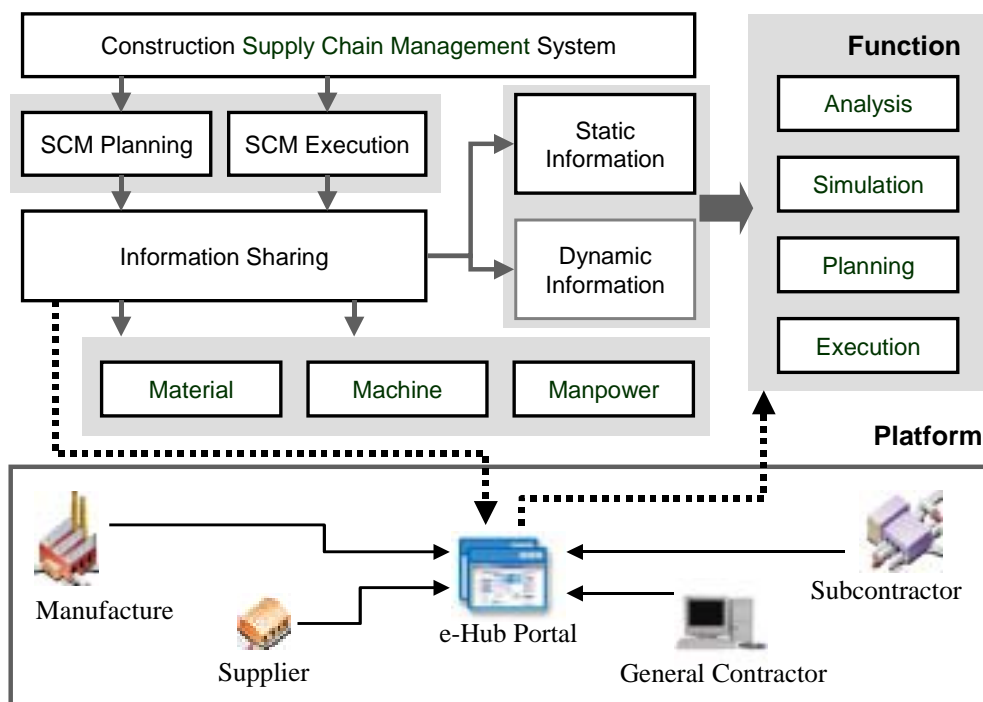 Construction Supply Chain Management System
Function
SCM Planning
SCM Execution
Static
Information
Analysis
Simulation
Information Sharing
Dynamic
Information
Planning
Execution
Material
Machine
Manpower
Platform
Manufacture
Supplier
e-Hub Portal
General Contractor
Subcontractor